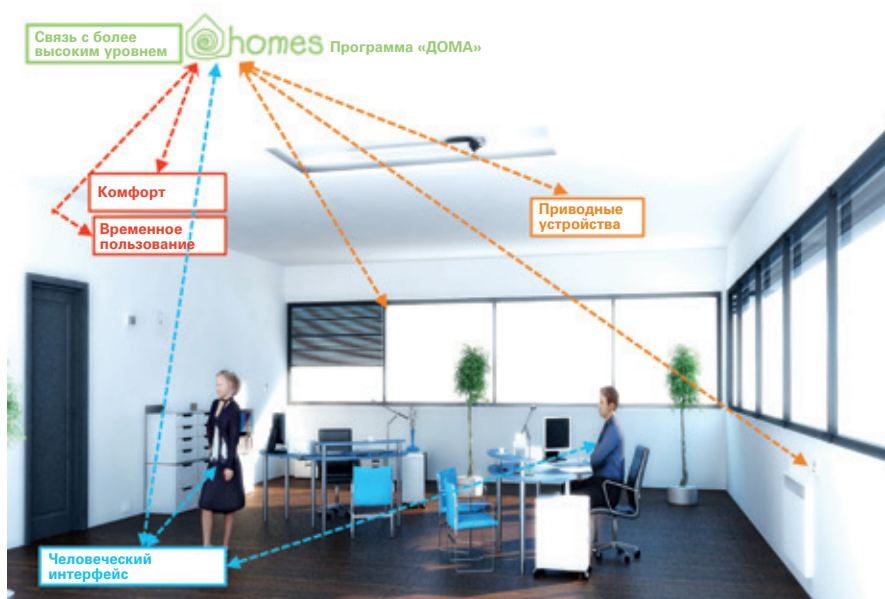 Связь с более
высоким уровнем
homes
Программа «ДОМА»
Комфорт
Временное
пользование
Приводные
устройства
Человеческий
интерфейс